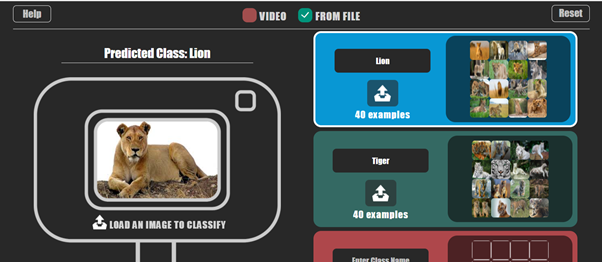 Help
VIDEO
FROM FILE
Reset
Predicted Class: Lion
LOAD AN IMAGE TO CLASSIFY
Lion
40 examples
Tiger
40 examples
Enter Class Name